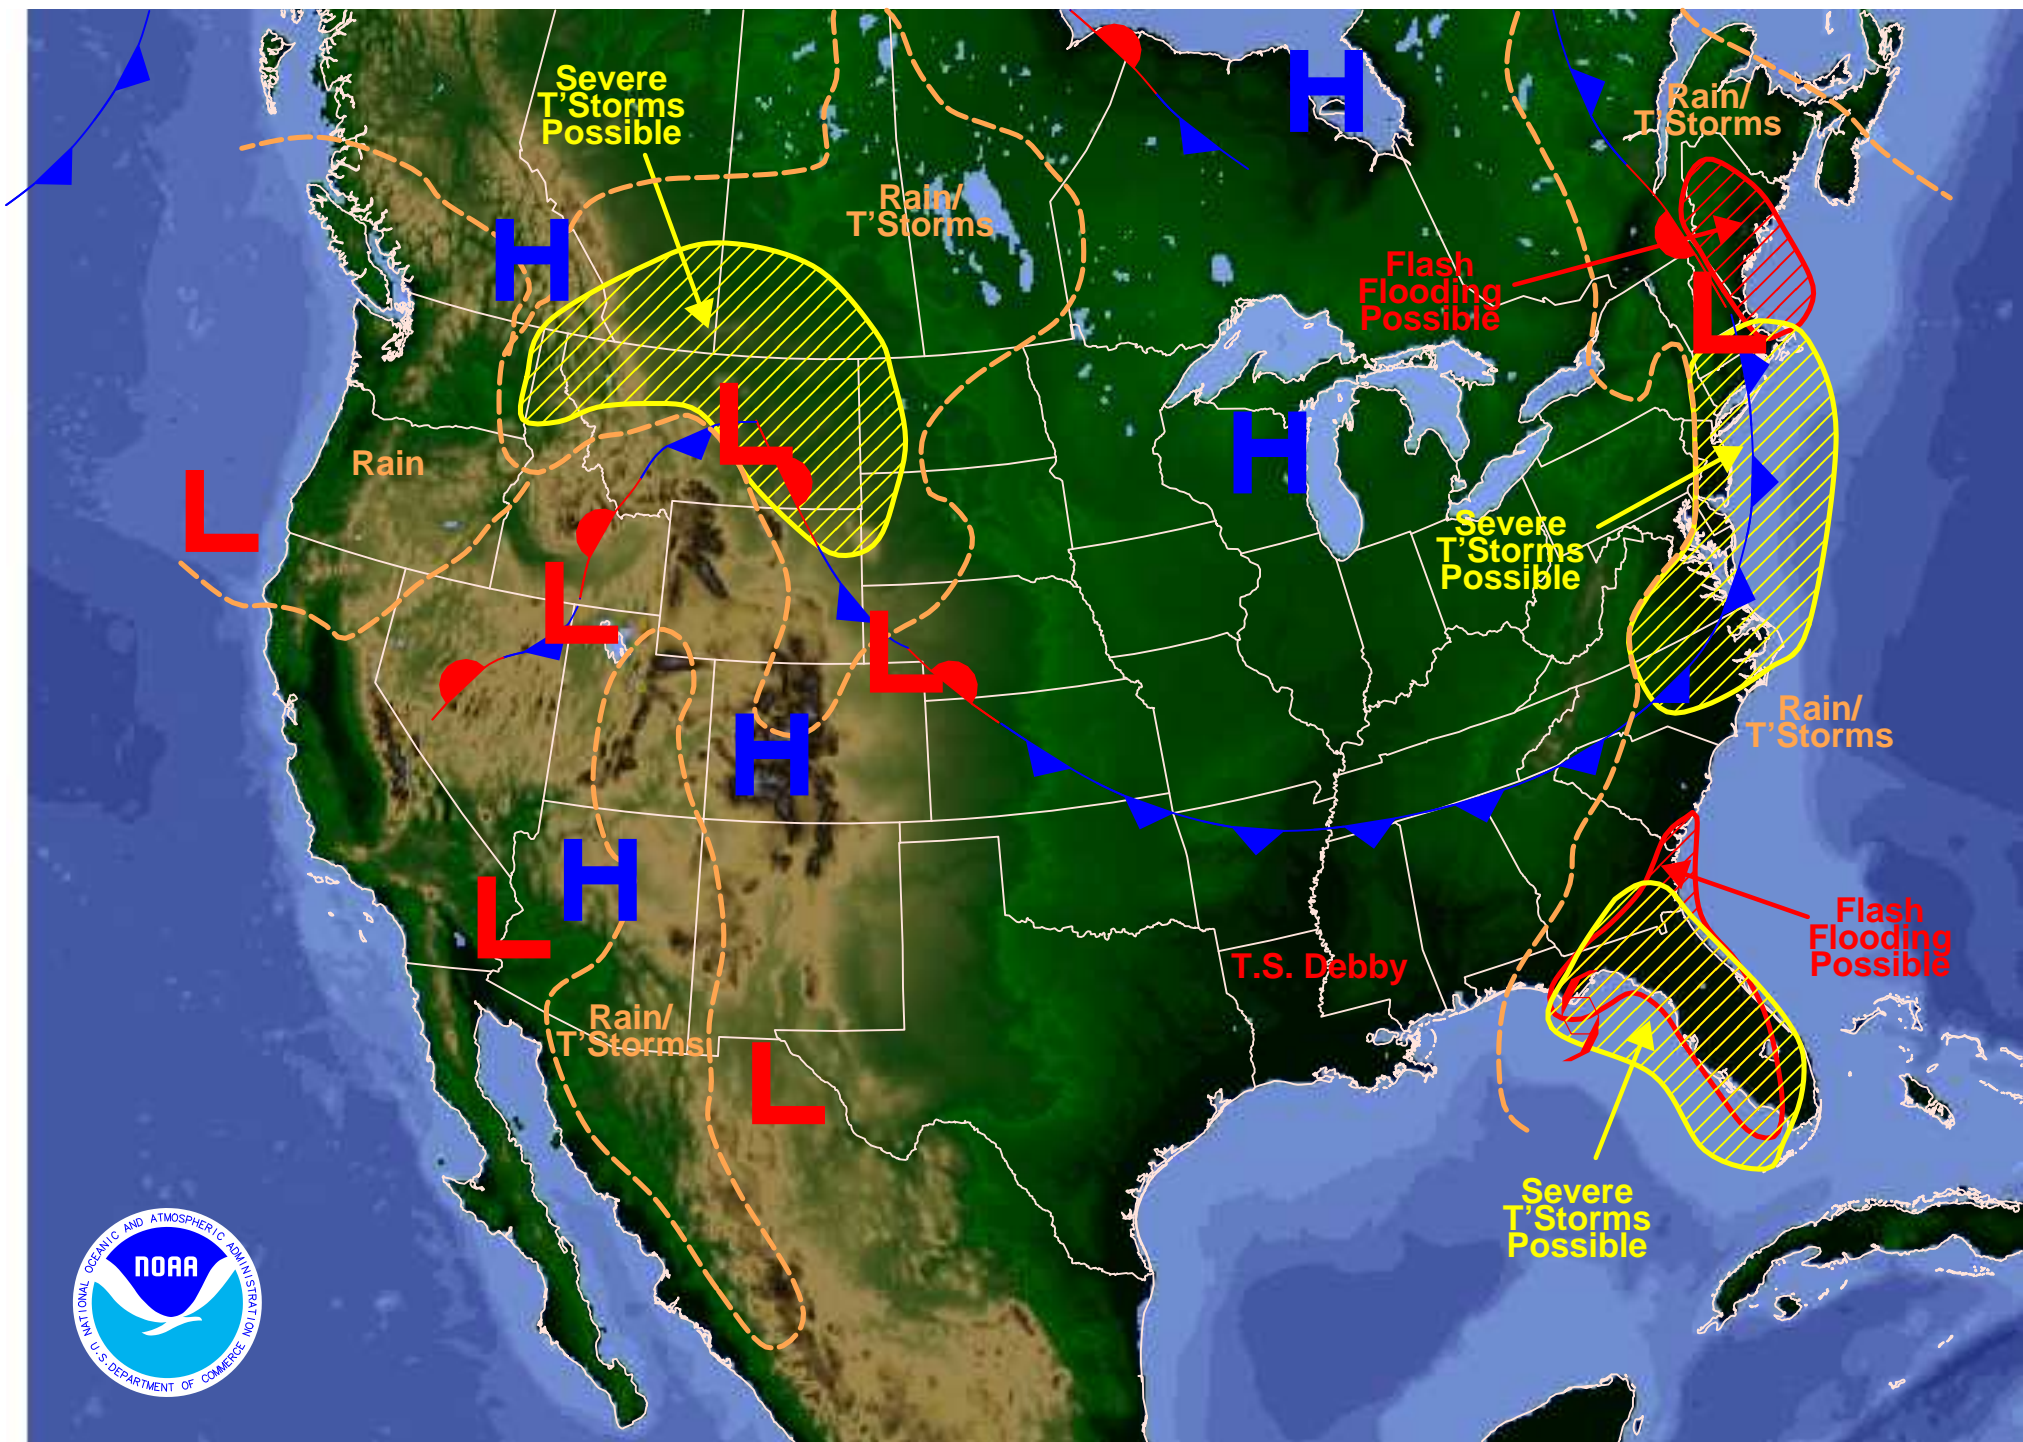 Severe
T'Storms
Possible
Rain/
T'Storms
Rain/
T'Storms
Flash
Flooding
Possible
Rain
Severe
T'Storms
Possible
Rain/
T'Storms
Flash
Flooding
Possible
T.S. Debby
Rain/
T'Storms
Severe
T'Storms
Possible
H
H
H
H
H
L
L
L
L
L
L
L
NATIONAL OCEANIC AND ATMOSPHERIC ADMINISTRATION
NOAA
U.S. DEPARTMENT OF COMMERCE